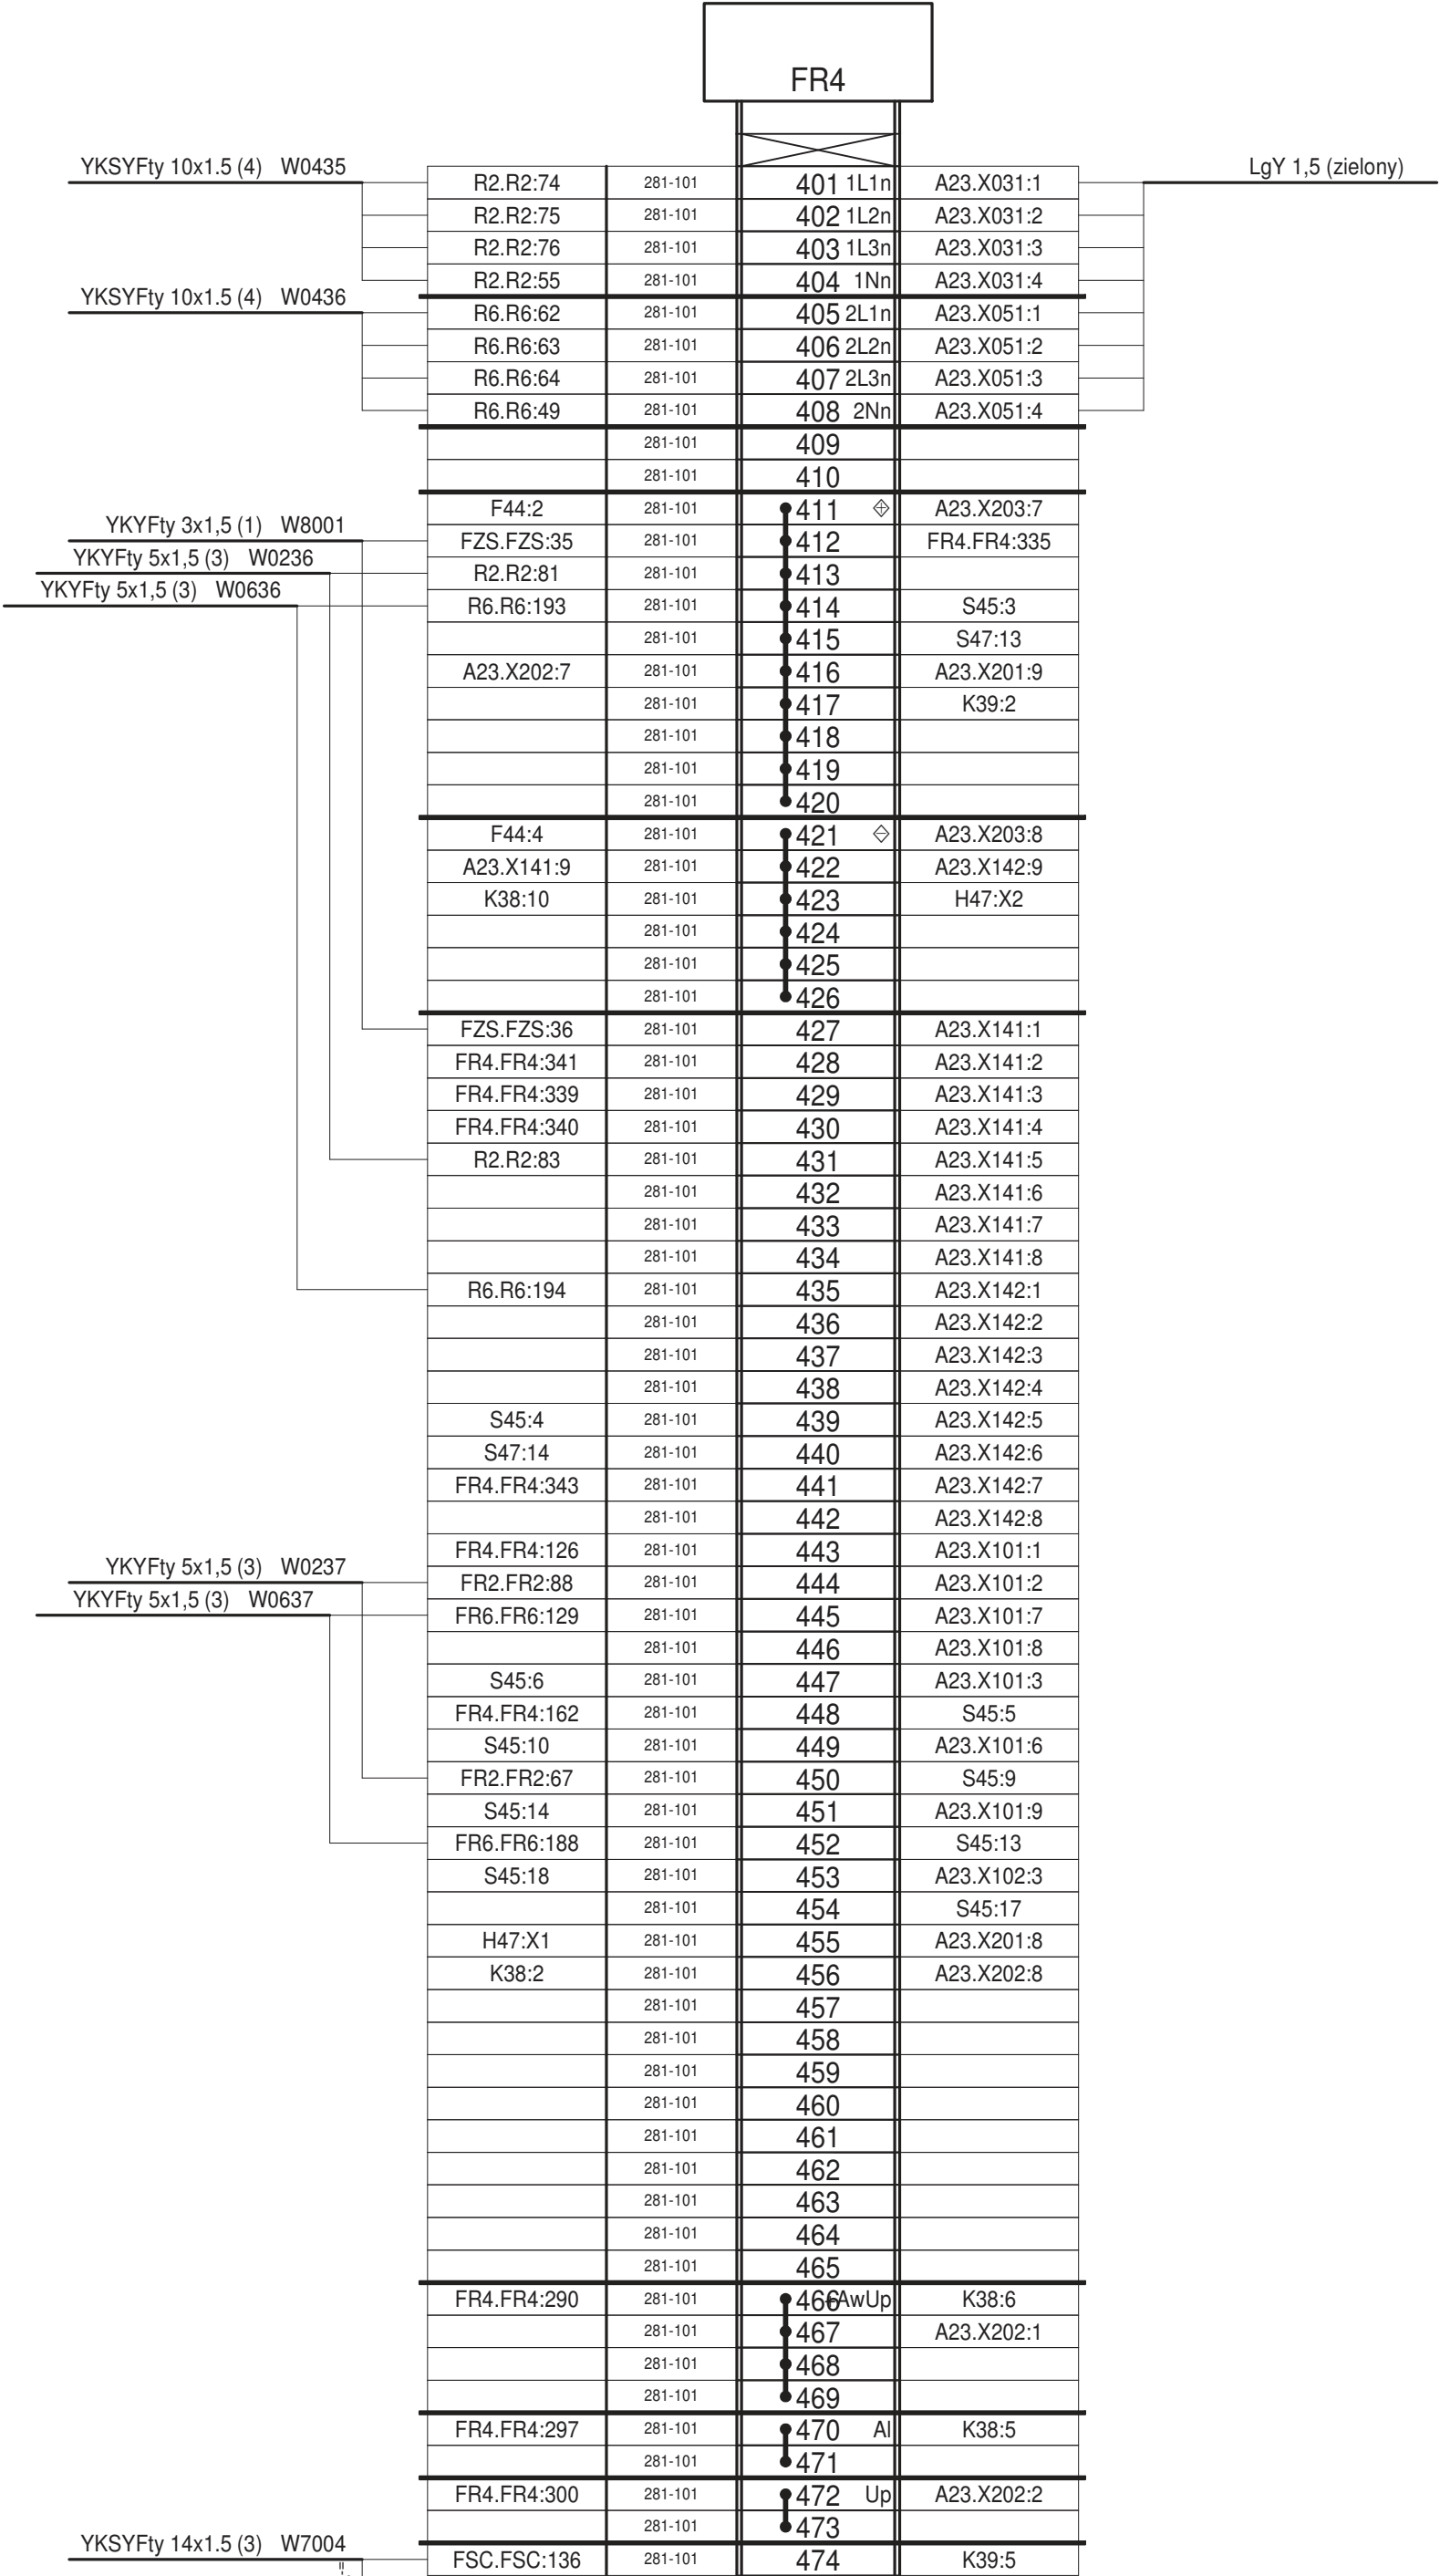 FR4
YKSYFty 10x1.5 (4) W0435
LgY 1,5 (zielony)
R2.R2:74 281-101 401 1L1n A23.X031:1
R2.R2:75 281-101 402 1L2n A23.X031:2
R2.R2:76 281-101 403 1L3n A23.X031:3
R2.R2:55 281-101 404 1Nn A23.X031:4
YKSYFty 10x1.5 (4) W0436
R6.R6:62 281-101 405 2L1n A23.X051:1
R6.R6:63 281-101 406 2L2n A23.X051:2
R6.R6:64 281-101 407 2L3n A23.X051:3
R6.R6:49 281-101 408 2Nn A23.X051:4
281-101 409
281-101 410
F44:2 281-101 411 A23.X203:7
YKYFty 3x1,5 (1) W8001
FZS.FZS:35 281-101 412 FR4.FR4:335
YKYFty 5x1,5 (3) W0236
R2.R2:81 281-101 413
YKYFty 5x1,5 (3) W0636
R6.R6:193 281-101 414 S45:3
281-101 415 S47:13
A23.X202:7 281-101 416 A23.X201:9
281-101 417 K39:2
281-101 418
281-101 419
281-101 420
F44:4 281-101 421 A23.X203:8
A23.X141:9 281-101 422 A23.X142:9
K38:10 281-101 423 H47:X2
281-101 424
281-101 425
281-101 426
FZS.FZS:36 281-101 427 A23.X141:1
FR4.FR4:341 281-101 428 A23.X141:2
FR4.FR4:339 281-101 429 A23.X141:3
FR4.FR4:340 281-101 430 A23.X141:4
R2.R2:83 281-101 431 A23.X141:5
281-101 432 A23.X141:6
281-101 433 A23.X141:7
281-101 434 A23.X141:8
R6.R6:194 281-101 435 A23.X142:1
281-101 436 A23.X142:2
281-101 437 A23.X142:3
281-101 438 A23.X142:4
S45:4 281-101 439 A23.X142:5
S47:14 281-101 440 A23.X142:6
FR4.FR4:343 281-101 441 A23.X142:7
281-101 442 A23.X142:8
FR4.FR4:126 281-101 443 A23.X101:1
YKYFty 5x1,5 (3) W0237
FR2.FR2:88 281-101 444 A23.X101:2
YKYFty 5x1,5 (3) W0637
FR6.FR6:129 281-101 445 A23.X101:7
281-101 446 A23.X101:8
S45:6 281-101 447 A23.X101:3
FR4.FR4:162 281-101 448 S45:5
S45:10 281-101 449 A23.X101:6
FR2.FR2:67 281-101 450 S45:9
S45:14 281-101 451 A23.X101:9
FR6.FR6:188 281-101 452 S45:13
S45:18 281-101 453 A23.X102:3
281-101 454 S45:17
H47:X1 281-101 455 A23.X201:8
K38:2 281-101 456 A23.X202:8
281-101 457
281-101 458
281-101 459
281-101 460
281-101 461
281-101 462
281-101 463
281-101 464
281-101 465
FR4.FR4:290 281-101 466 +AwUp K38:6
281-101 467 A23.X202:1
281-101 468
281-101 469
FR4.FR4:297 281-101 470 Al K38:5
281-101 471
FR4.FR4:300 281-101 472 Up A23.X202:2
281-101 473
YKSYFty 14x1.5 (3) W7004
FSC.FSC:136 281-101 474 K39:5